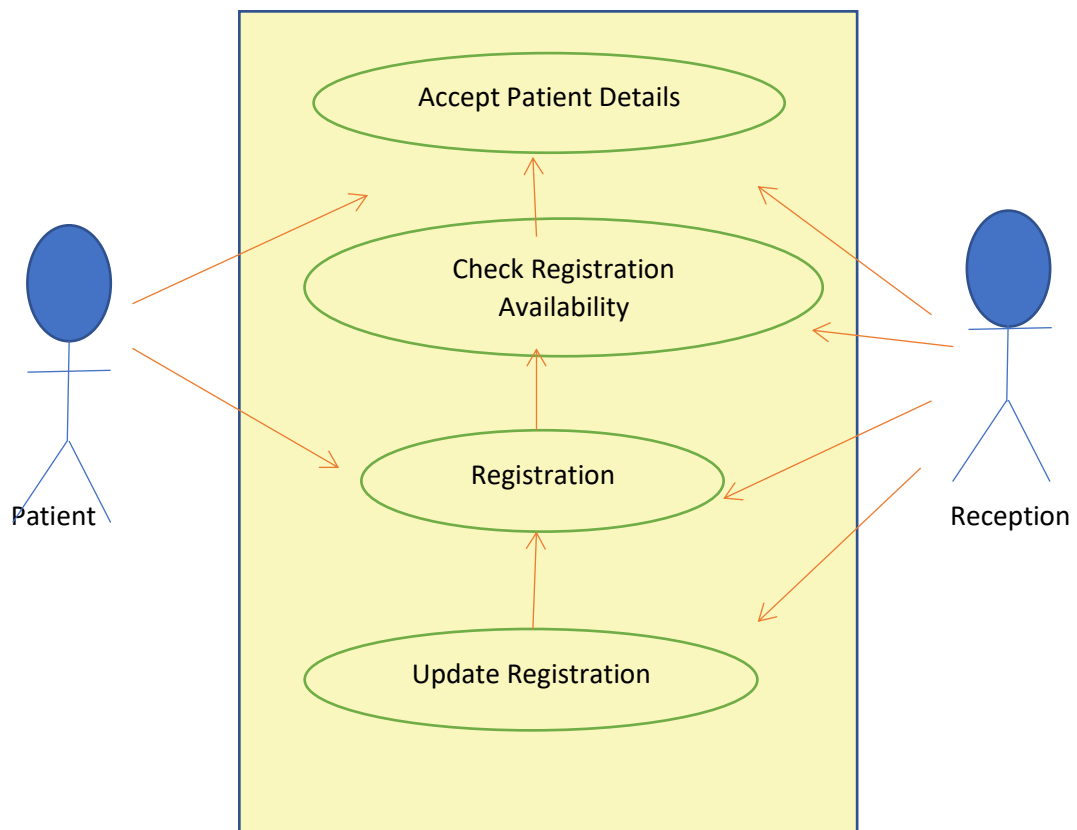 Accept Patient Details
Check Registration
Availability
Registration
Patient
Reception
Update Registration